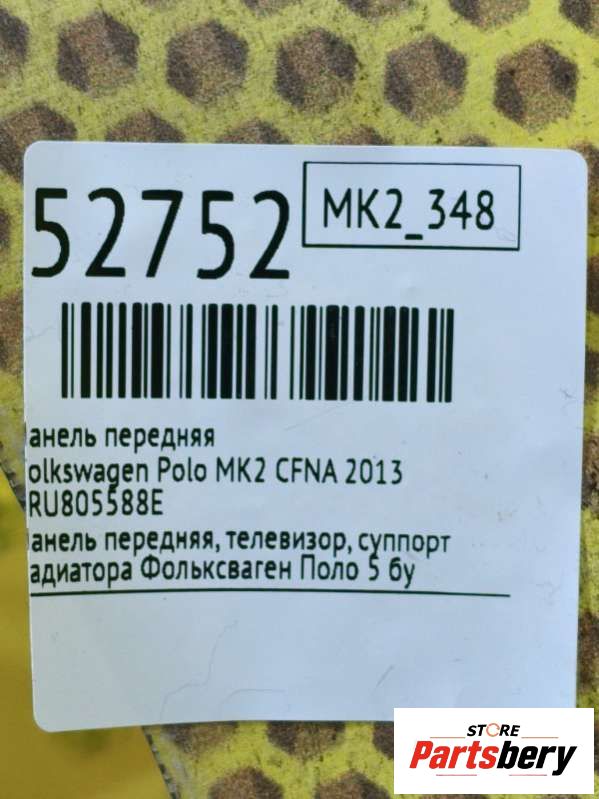 52752
MK2_348
анель передняя
olkswagen Polo MK2 CFNA 2013
RU805588E
анель передняя, телевизор, суппорт
адиатора Фольксваген Поло 5 бу
STORE
Partsbery